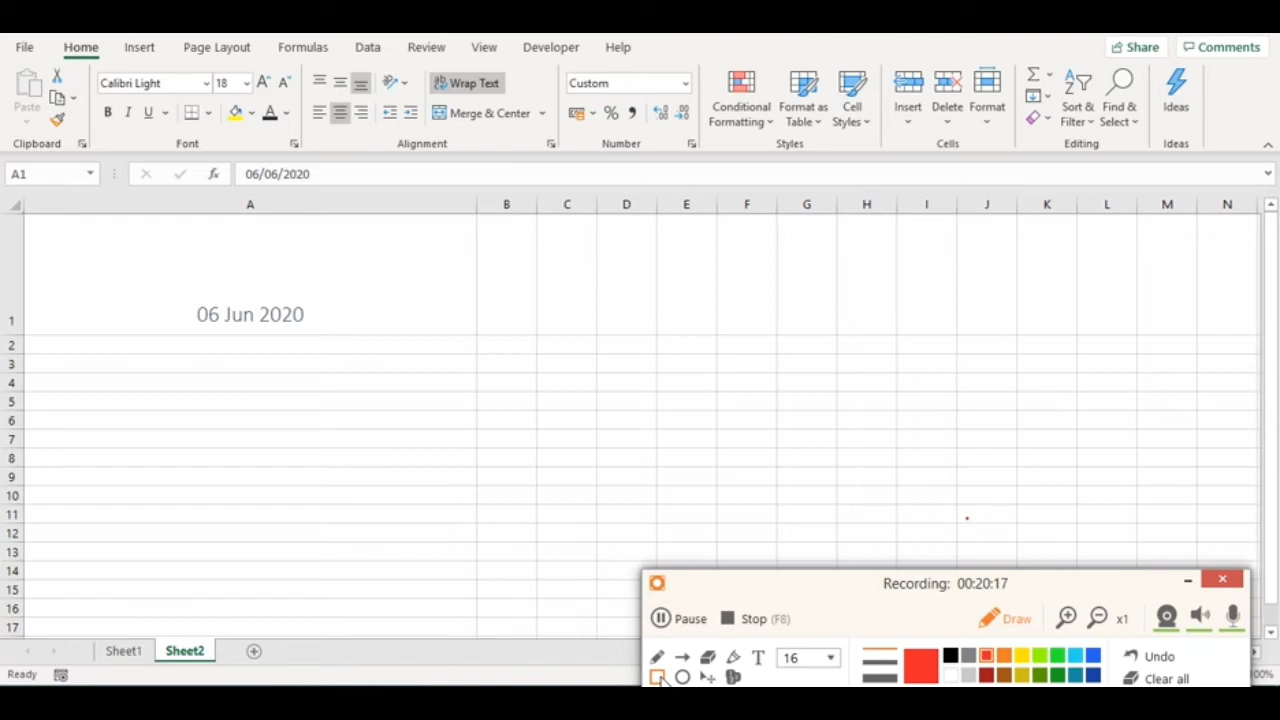 File Home Insert Page Layout Formulas Data Review View Developer Help Share Comments
Paste Calibri Light 18 A A Wrap Text Custom
B I U A Merge & Center % , Conditional Formatting Format as Table Cell Styles Insert Delete Format Sort & Filter Find & Select Ideas
Clipboard Font Alignment Number Styles Cells Editing Ideas
A1 fx 06/06/2020
A B C D E F G H I J K L M N
1 06 Jun 2020
2
3
4
5
6
7
8
9
10
11
12
13
14
15
16
17
Recording: 00:20:17
Pause Stop (F8) Draw x1
Sheet1 Sheet2
T 16 Undo
Ready Clear all 100%